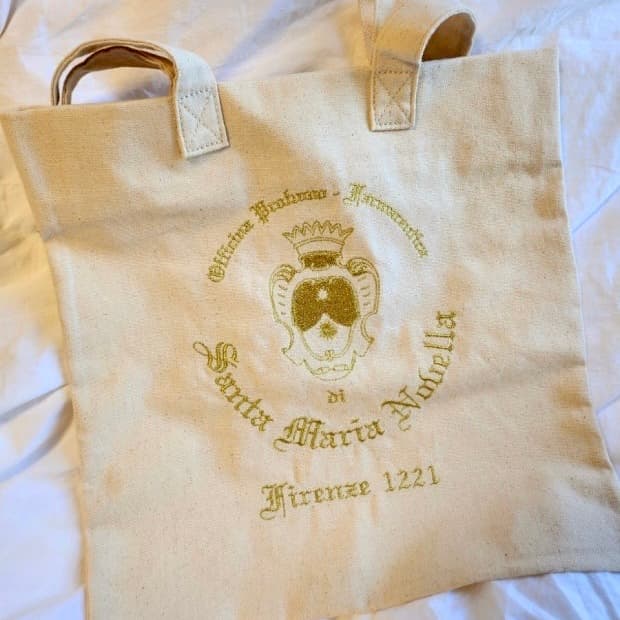 Officina Profumo - Farmaceutica
di
Santa Maria Novella
Firenze 1221